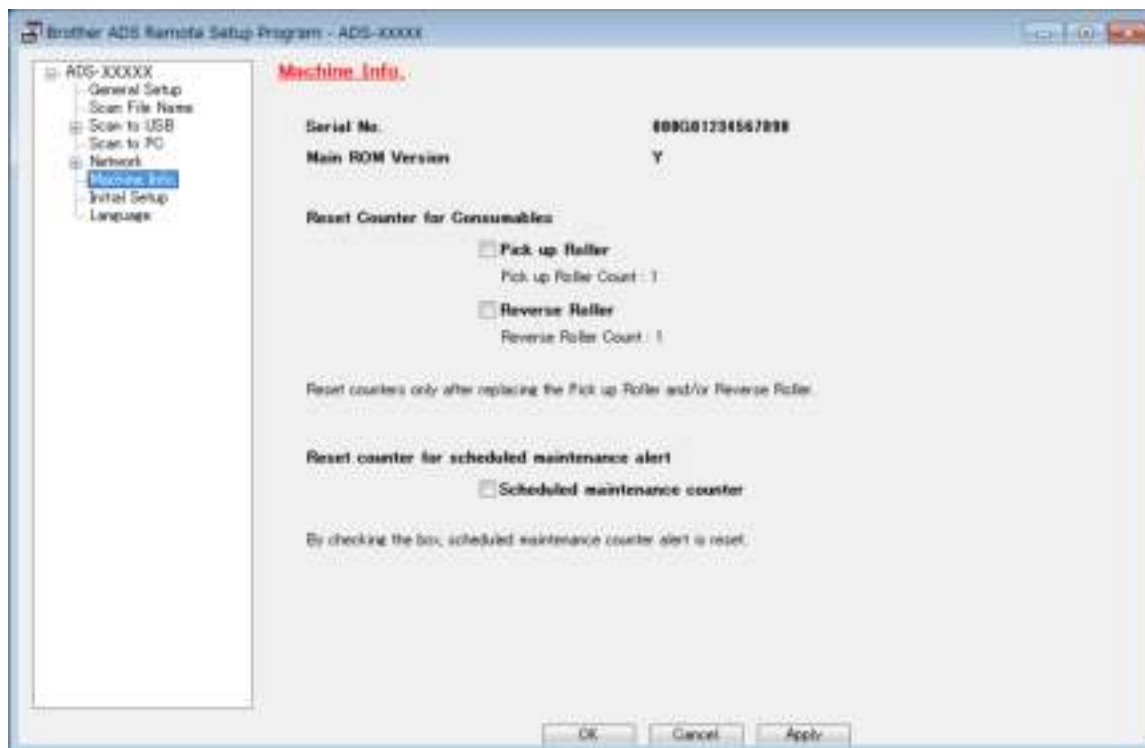 Brother ADS Remote Setup Program - ADS-XXXXX
ADS-XXXXX
General Setup
Scan File Name
Scan to USB
Scan to PC
Network
Machine Info.
Initial Setup
Language
Machine Info.
Serial No.
Main ROM Version Y
Reset Counter for Consumables
Pick up Roller
Pick up Roller Count : 1
Reverse Roller
Reverse Roller Count : 1
Reset counters only after replacing the Pick up Roller and/or Reverse Roller.
Reset counter for scheduled maintenance alert
Scheduled maintenance counter
By checking the box, scheduled maintenance counter alert is reset.
OK Cancel Apply